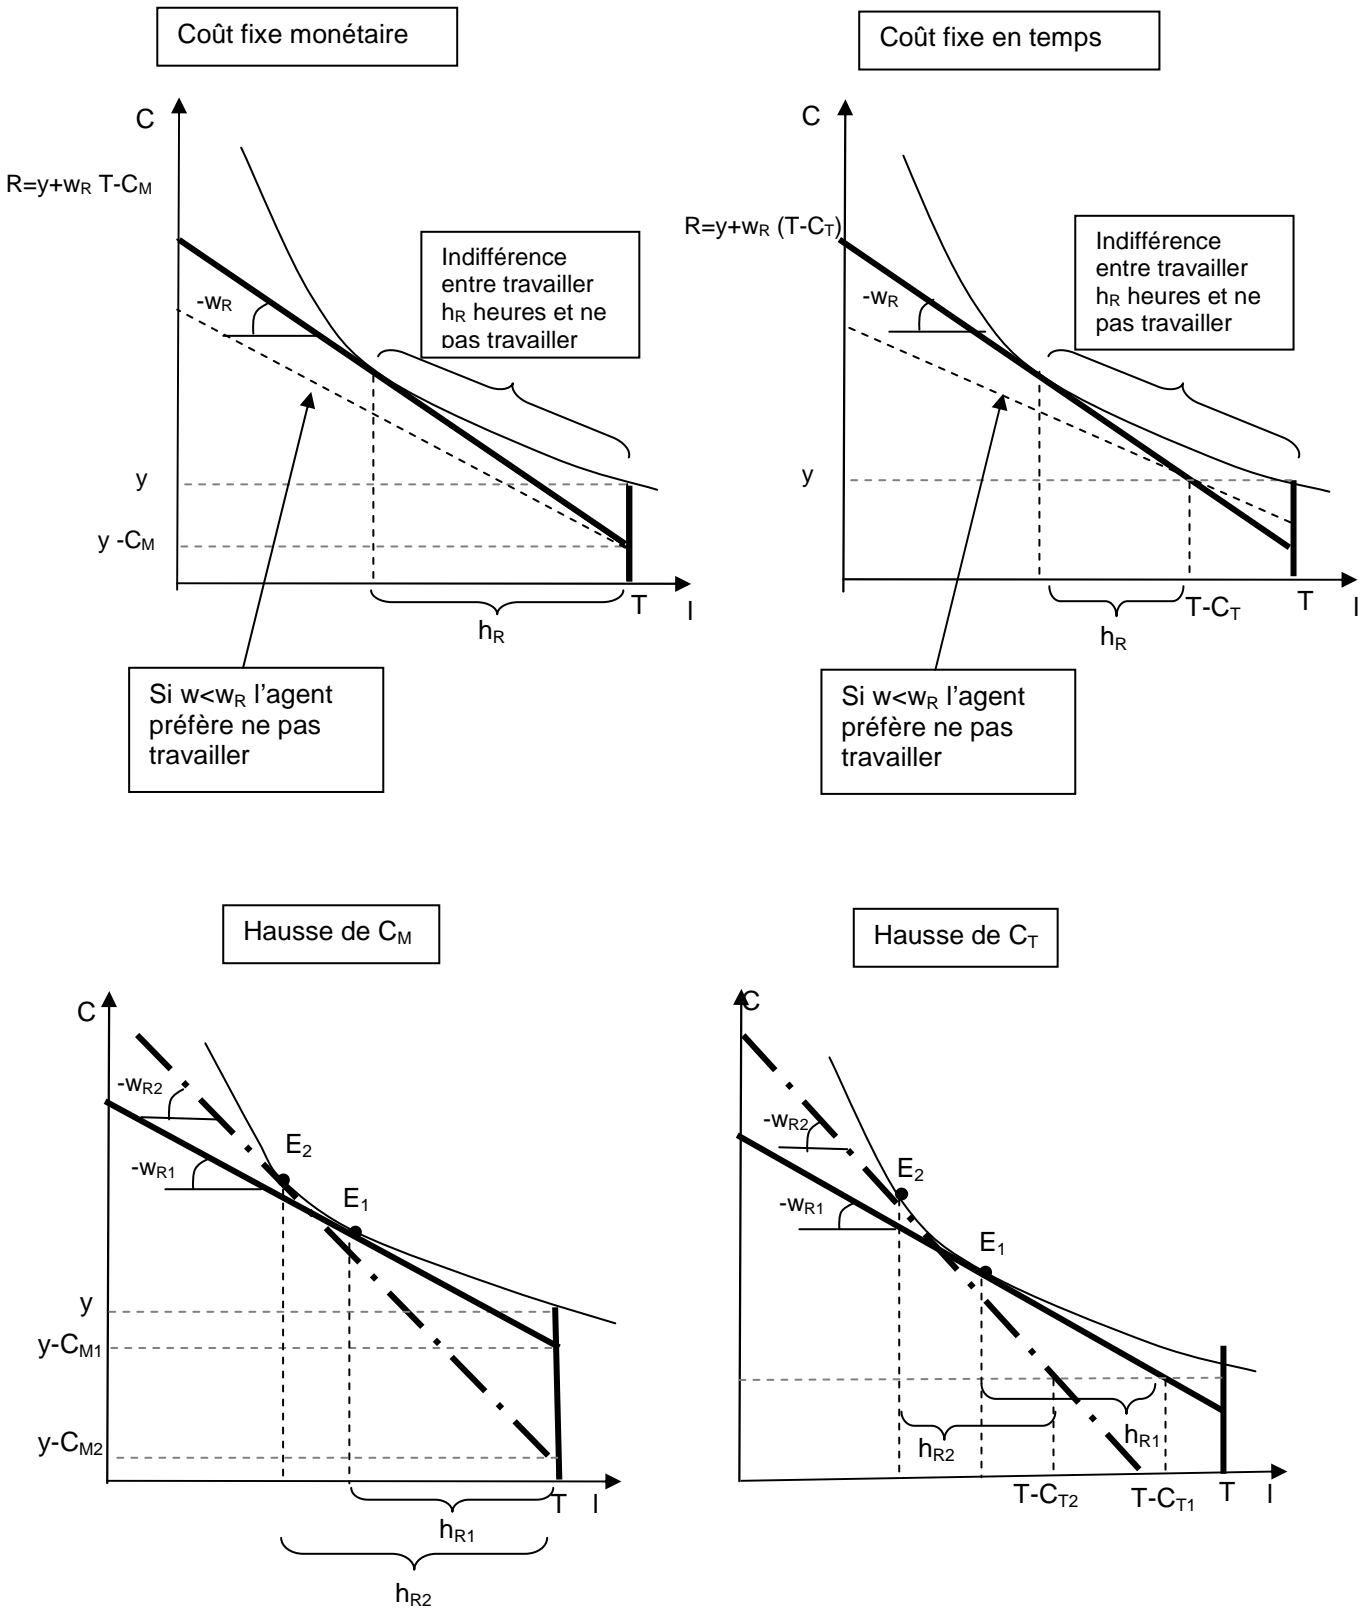 Coût fixe monétaire
C
R=y+wR T-CM
Indifférence
entre travailler
hR heures et ne
pas travailler
-wR
y
y -CM
T
l
hR
Si w<wR l’agent
préfère ne pas
travailler
Coût fixe en temps
C
R=y+wR (T-CT)
Indifférence
entre travailler
hR heures et ne
pas travailler
-wR
y
T-CT
T
l
hR
Si w<wR l’agent
préfère ne pas
travailler
Hausse de CM
C
-wR2
-wR1
E2
E1
y
y-CM1
y-CM2
T
l
hR1
hR2
Hausse de CT
C
-wR2
-wR1
E2
E1
hR2
hR1
T-CT2
T-CT1
T
l